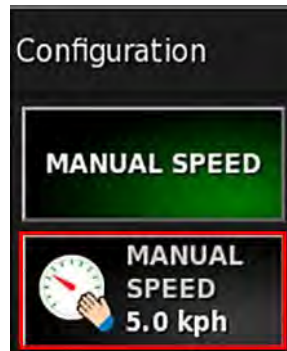 Configuration
MANUAL SPEED
MANUAL
SPEED
5.0 kph